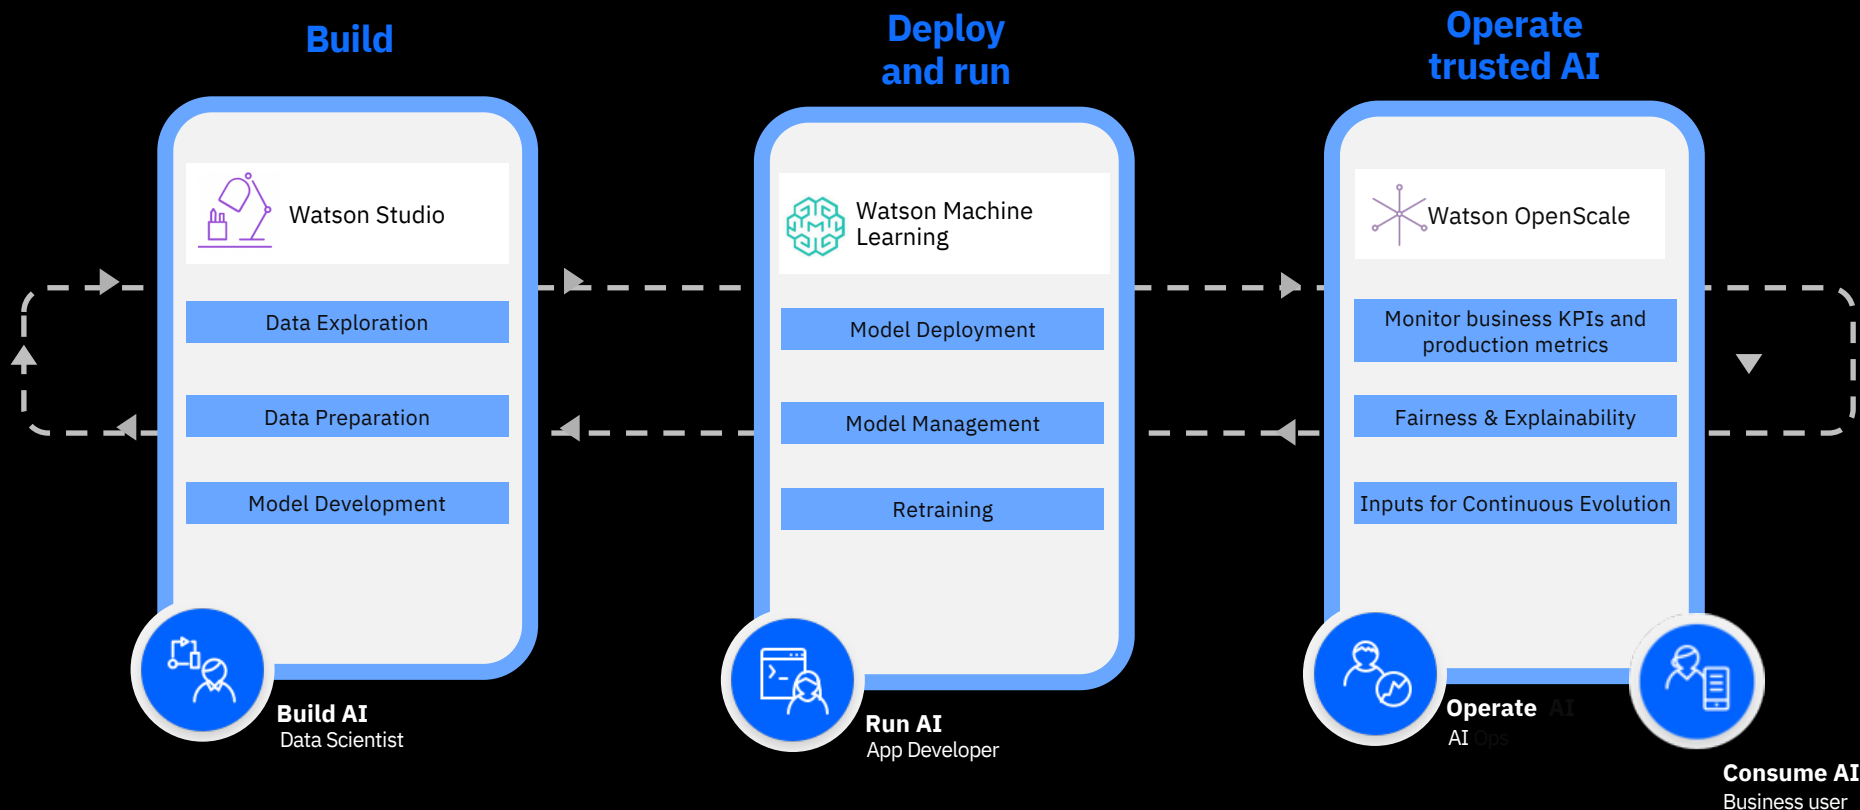 Build
Deploy
and run
Operate
trusted AI
Watson Studio
Watson Machine
Learning
Watson OpenScale
Data Exploration
Data Preparation
Model Development
Model Deployment
Model Management
Retraining
Monitor business KPIs and
production metrics
Fairness & Explainability
Inputs for Continuous Evolution
Build AI
Data Scientist
Run AI
App Developer
Operate AI
AI Ops
Consume AI
Business user